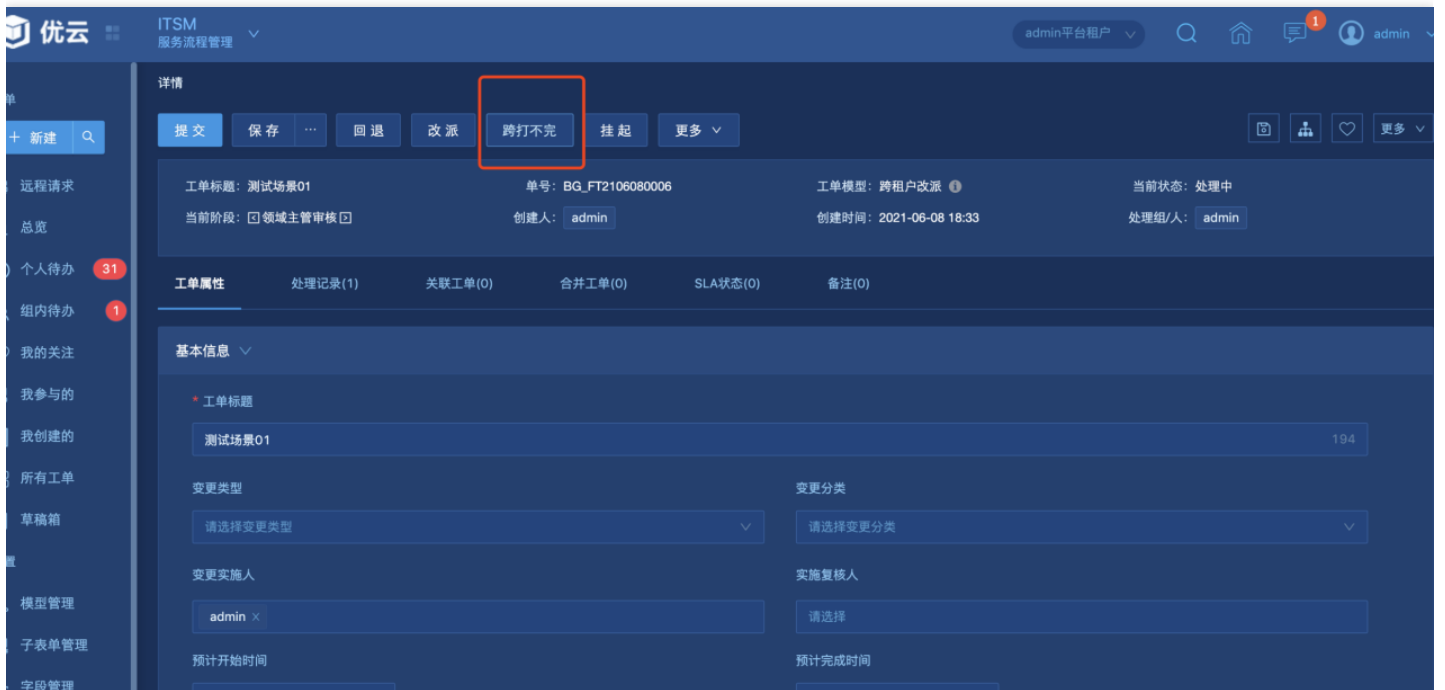 优云
ITSM
服务流程管理
admin平台租户
1
admin
单
+ 新建
远程请求
总览
个人待办 31
组内待办 1
我的关注
我参与的
我创建的
所有工单
草稿箱
置
模型管理
子表单管理
字段管理
详情
提交 保存 ··· 回退 改派 跨打不完 挂起 更多
更多
工单标题: 测试场景01 单号: BG_FT2106080006 工单模型: 跨租户改派 当前状态: 处理中
当前阶段: 领域主管审核 创建人: admin 创建时间: 2021-06-08 18:33 处理组/人: admin
工单属性 处理记录(1) 关联工单(0) 合并工单(0) SLA状态(0) 备注(0)
基本信息
* 工单标题
测试场景01 194
变更类型 变更分类
请选择变更类型 请选择变更分类
变更实施人 实施复核人
admin × 请选择
预计开始时间 预计完成时间